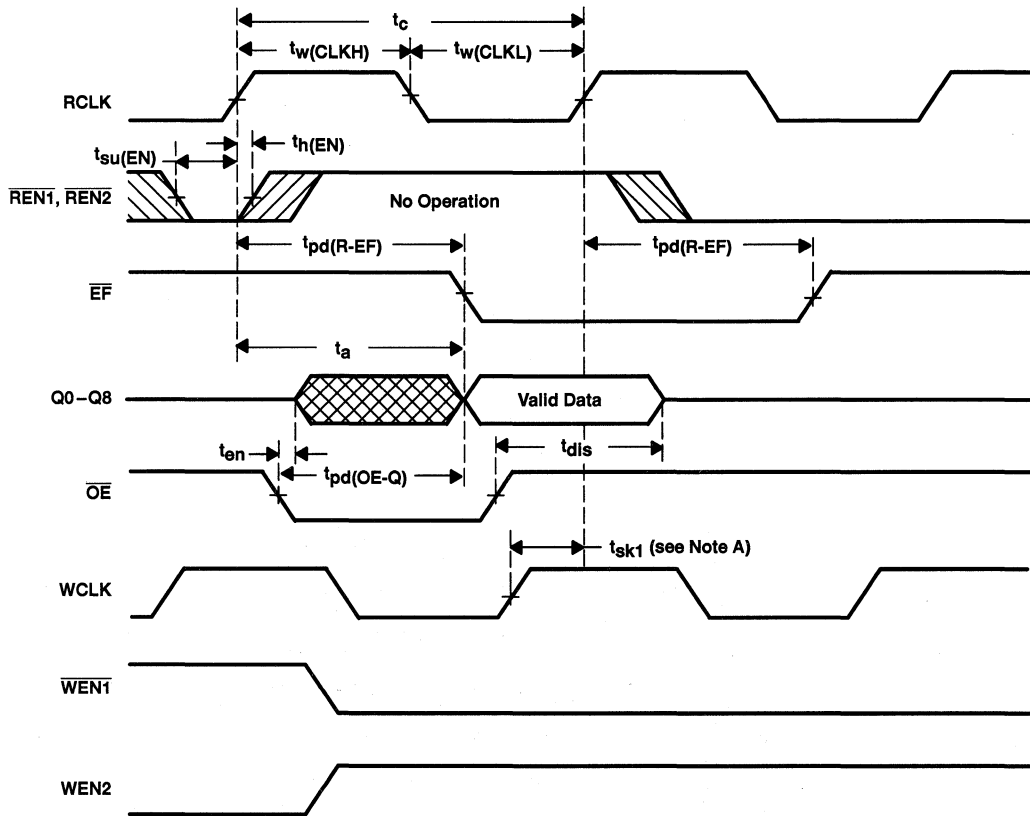 tc
tw(CLKH)
tw(CLKL)
RCLK
tsu(EN)
th(EN)
REN1, REN2
No Operation
tpd(R-EF)
tpd(R-EF)
EF
ta
Q0–Q8
Valid Data
ten
tdis
tpd(OE-Q)
OE
tsk1 (see Note A)
WCLK
WEN1
WEN2